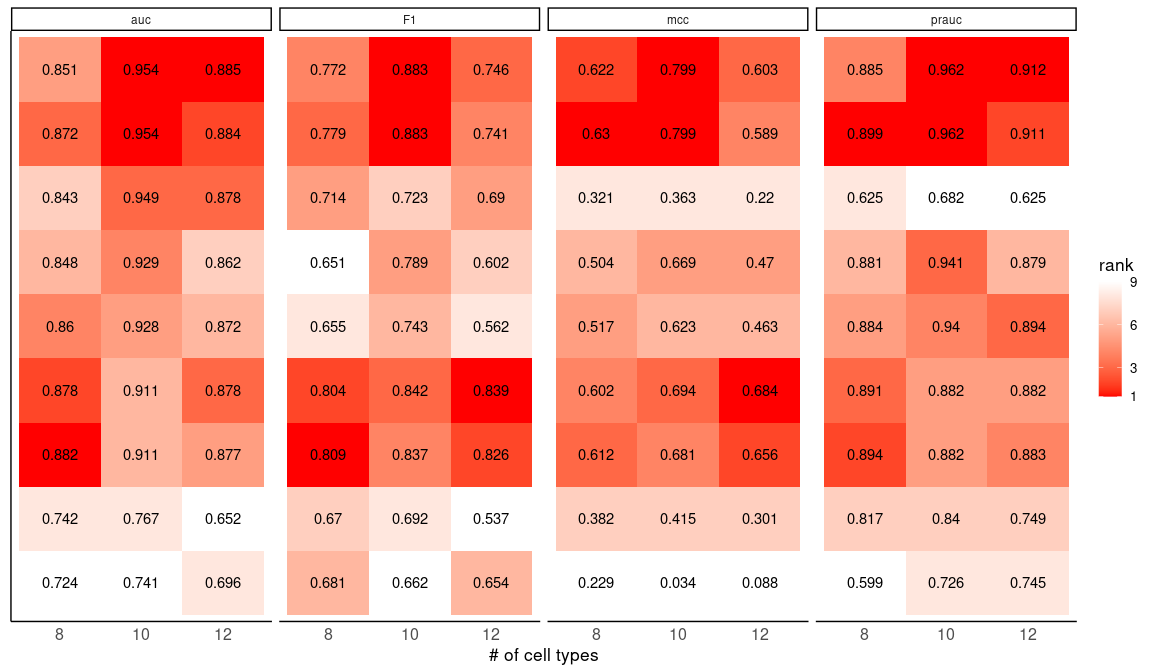 auc F1 mcc prauc
0.851 0.954 0.885 0.772 0.883 0.746 0.622 0.799 0.603 0.885 0.962 0.912
0.872 0.954 0.884 0.779 0.883 0.741 0.63 0.799 0.589 0.899 0.962 0.911
0.843 0.949 0.878 0.714 0.723 0.69 0.321 0.363 0.22 0.625 0.682 0.625
0.848 0.929 0.862 0.651 0.789 0.602 0.504 0.669 0.47 0.881 0.941 0.879
0.86 0.928 0.872 0.655 0.743 0.562 0.517 0.623 0.463 0.884 0.94 0.894
0.878 0.911 0.878 0.804 0.842 0.839 0.602 0.694 0.684 0.891 0.882 0.882
0.882 0.911 0.877 0.809 0.837 0.826 0.612 0.681 0.656 0.894 0.882 0.883
0.742 0.767 0.652 0.67 0.692 0.537 0.382 0.415 0.301 0.817 0.84 0.749
0.724 0.741 0.696 0.681 0.662 0.654 0.229 0.034 0.088 0.599 0.726 0.745
8 10 12 8 10 12 8 10 12 8 10 12
# of cell types
rank
9
6
3
1